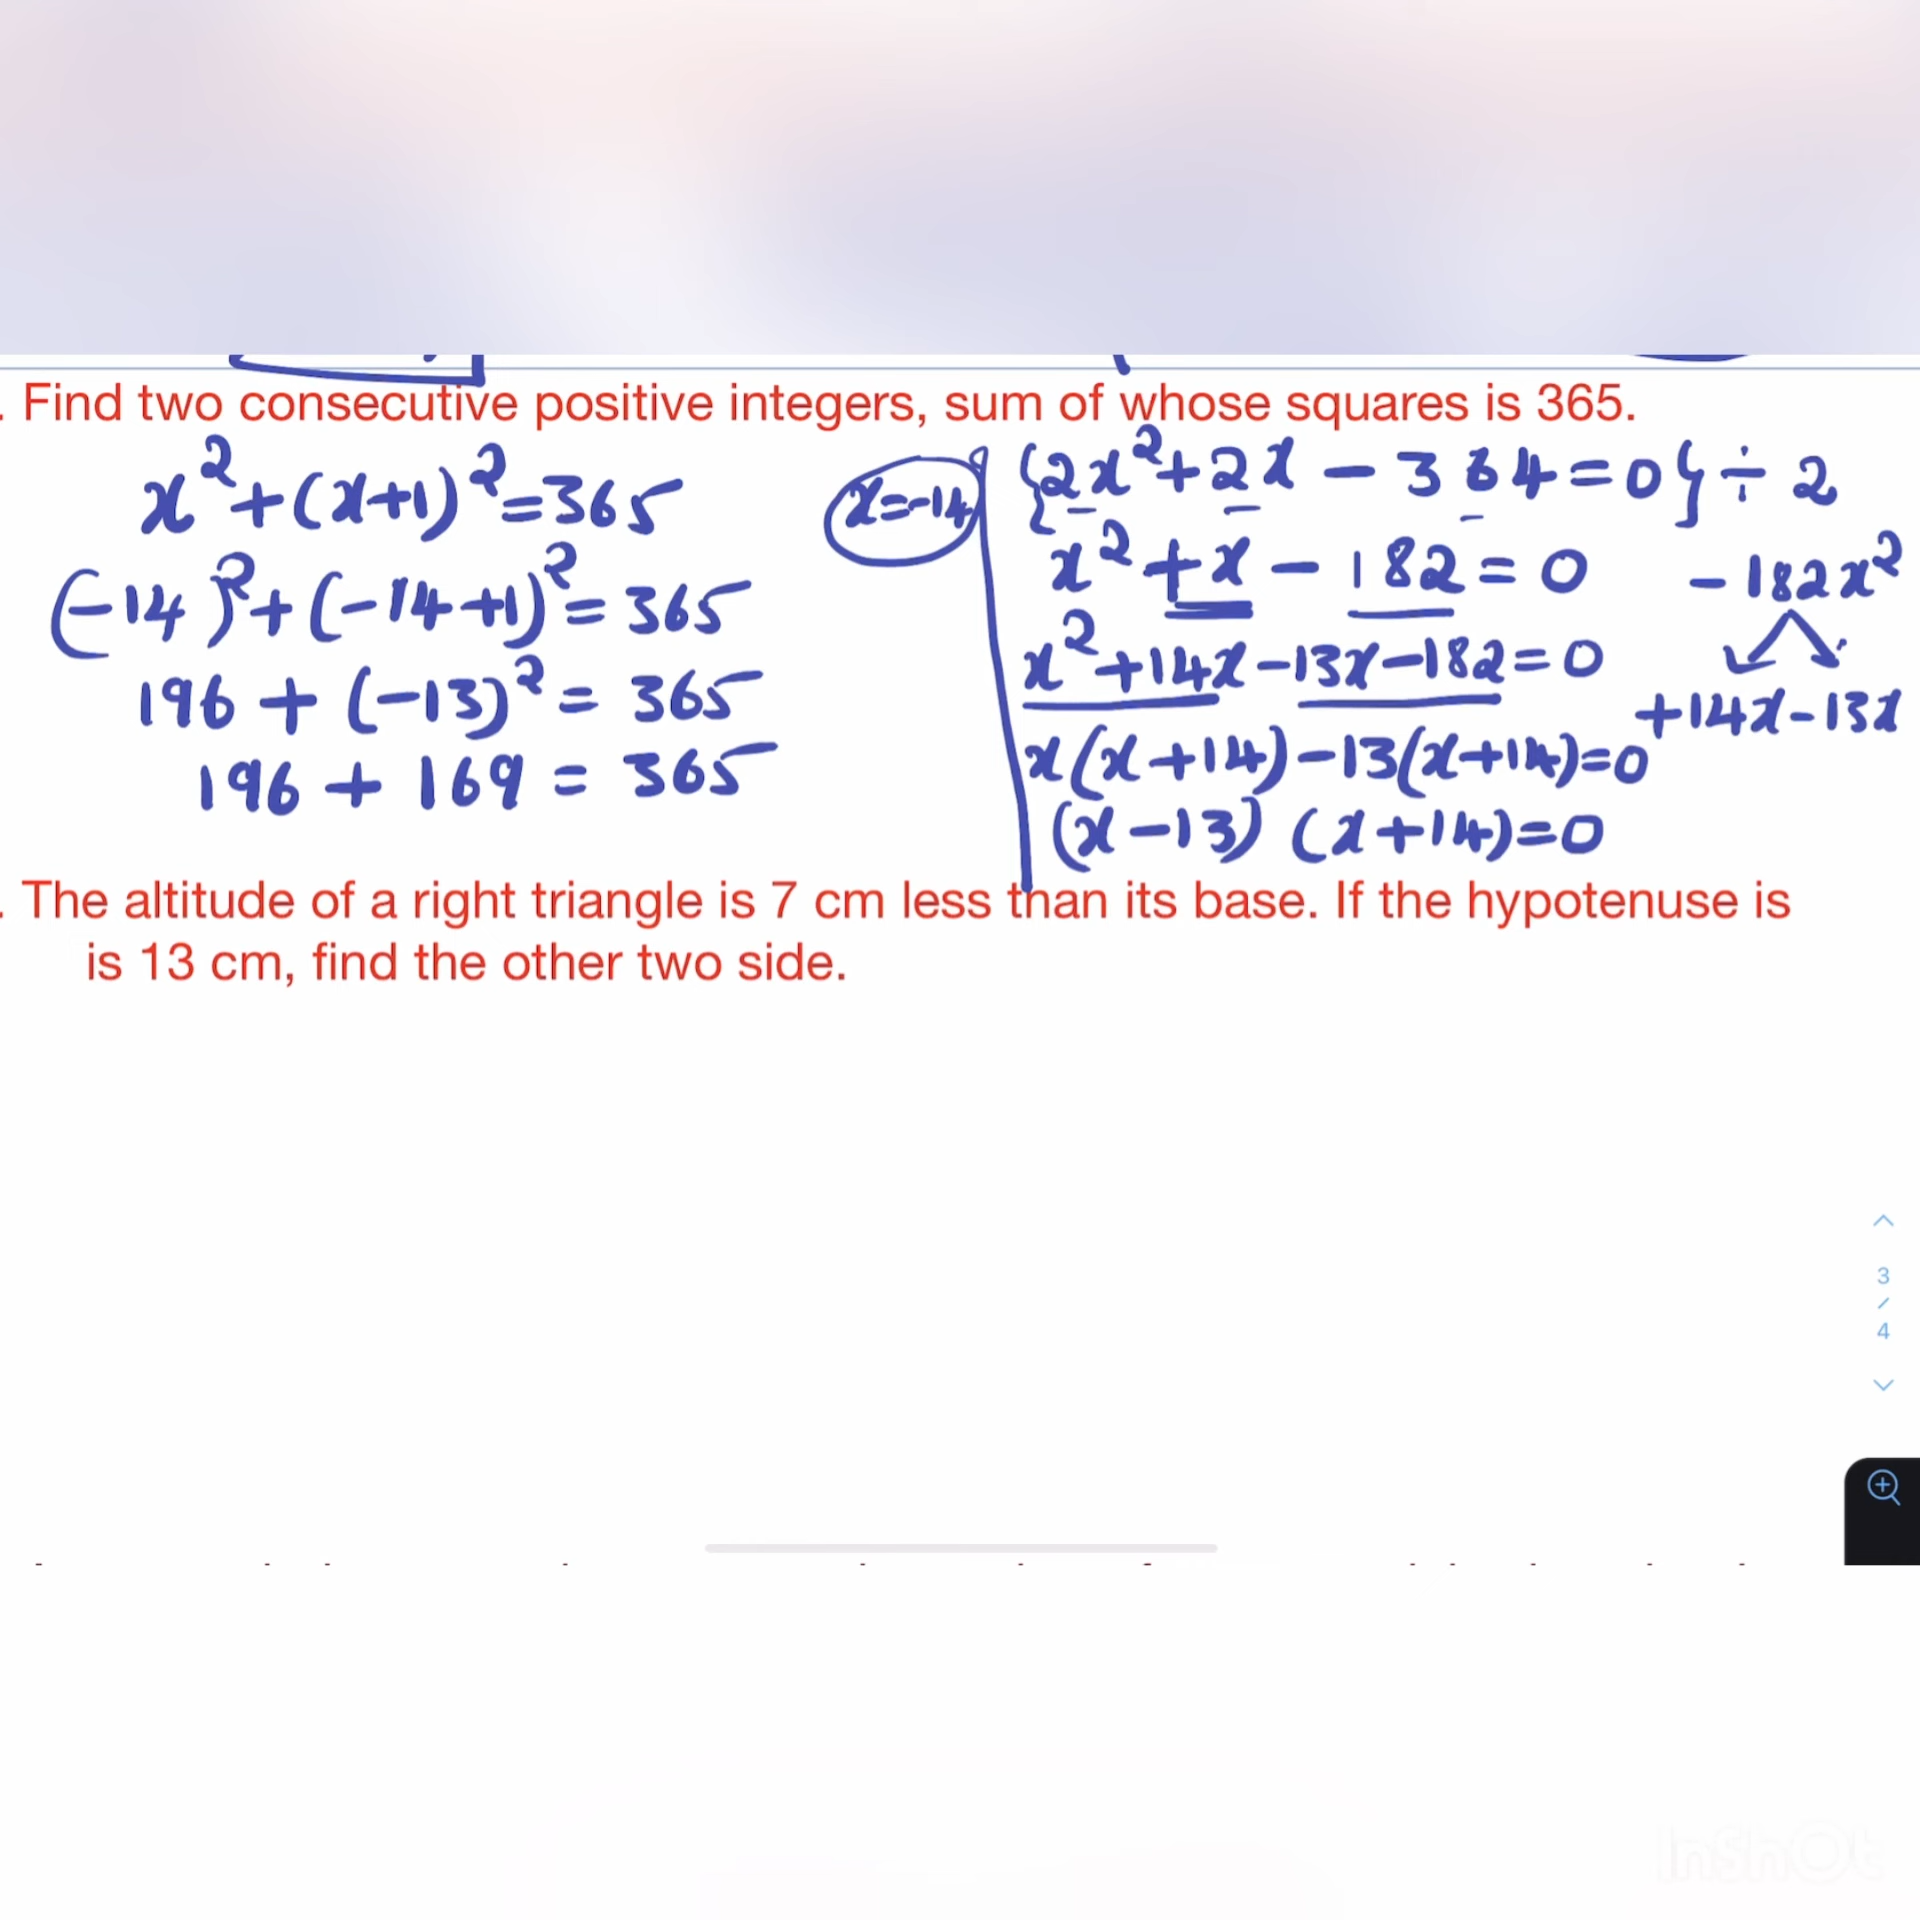 . Find two consecutive positive integers, sum of whose squares is 365.
x²+(x+1)²=365
(-14)²+(-14+1)²=365
196+(-13)²=365
196+169=365
x=-14
{2x²+2x-364=0}÷2
x²+x-182=0
x²+14x-13x-182=0
x(x+14)-13(x+14)=0
(x-13)(x+14)=0
-182x²
+14x-13x
. The altitude of a right triangle is 7 cm less than its base. If the hypotenuse is
is 13 cm, find the other two side.
3
/
4
InShOt